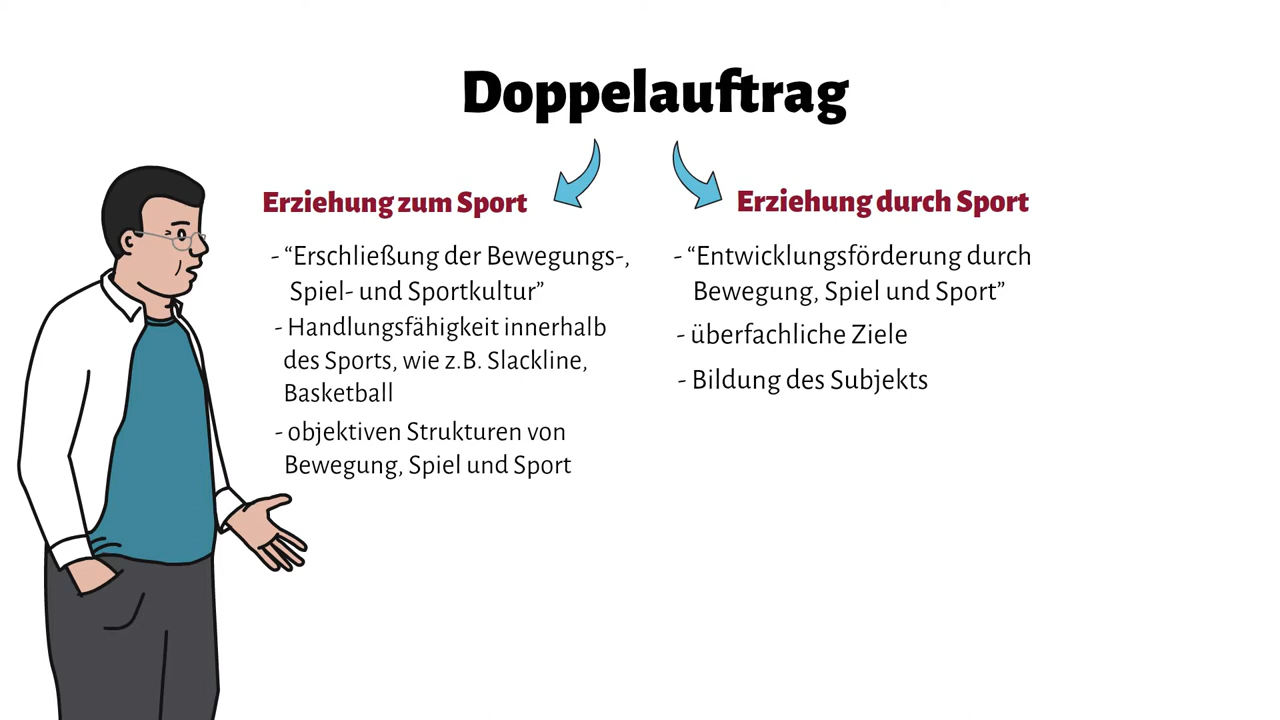 Doppelauftrag
Erziehung zum Sport
- “Erschließung der Bewegungs-,
Spiel- und Sportkultur”
- Handlungsfähigkeit innerhalb
des Sports, wie z.B. Slackline,
Basketball
- objektiven Strukturen von
Bewegung, Spiel und Sport
Erziehung durch Sport
- “Entwicklungsförderung durch
Bewegung, Spiel und Sport”
- überfachliche Ziele
- Bildung des Subjekts